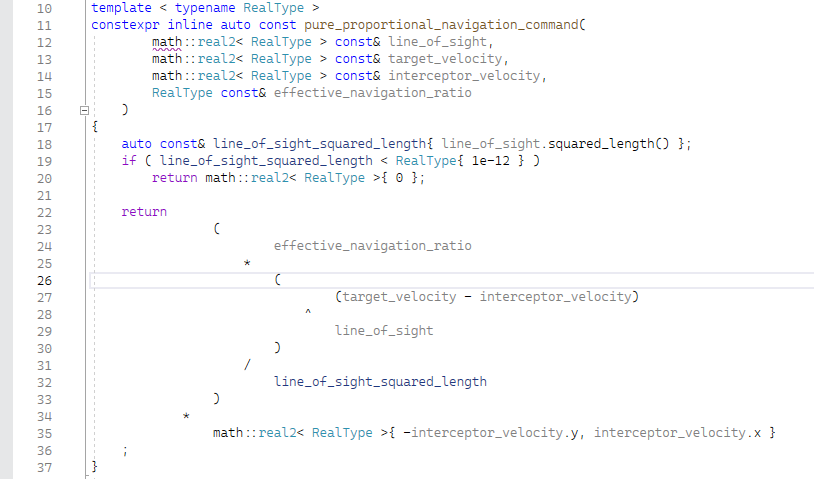 10 template < typename RealType >
11 constexpr inline auto const pure_proportional_navigation_command(
12 math::real2< RealType > const& line_of_sight,
13 math::real2< RealType > const& target_velocity,
14 math::real2< RealType > const& interceptor_velocity,
15 RealType const& effective_navigation_ratio
16 )
17 {
18 auto const& line_of_sight_squared_length{ line_of_sight.squared_length() };
19 if ( line_of_sight_squared_length < RealType{ 1e-12 } )
20 return math::real2< RealType >{ 0 };
21
22 return
23 (
24 effective_navigation_ratio
25 *
26 (
27 (target_velocity - interceptor_velocity)
28 ^
29 line_of_sight
30 )
31 /
32 line_of_sight_squared_length
33 )
34 *
35 math::real2< RealType >{ -interceptor_velocity.y, interceptor_velocity.x }
36 ;
37 }